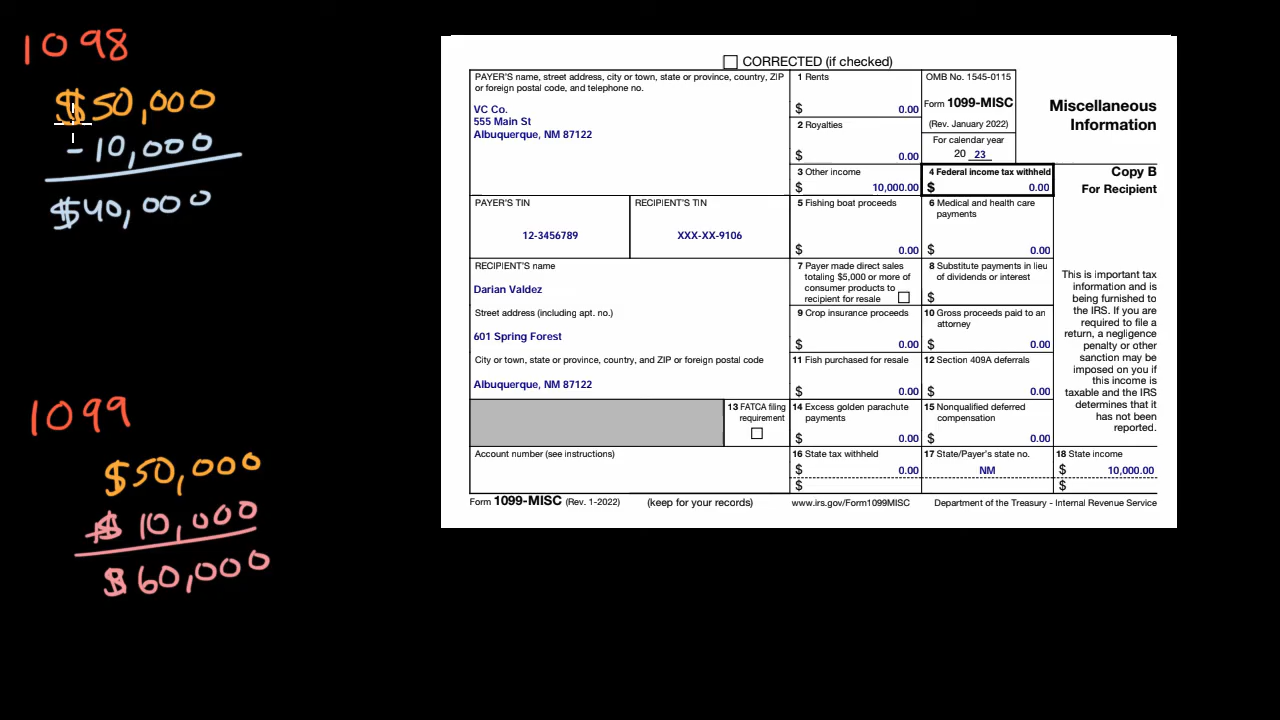 1098
$50,000
- 10,000
$40,000
1099
$50,000
+$ 10,000
$60,000
CORRECTED (if checked)
PAYER'S name, street address, city or town, state or province, country, ZIP
or foreign postal code, and telephone no.
VC Co.
555 Main St
Albuquerque, NM 87122
1 Rents
$ 0.00
2 Royalties
$ 0.00
OMB No. 1545-0115
Form 1099-MISC
(Rev. January 2022)
For calendar year
20 23
Miscellaneous
Information
3 Other income
$ 10,000.00
4 Federal income tax withheld
$ 0.00
Copy B
For Recipient
PAYER'S TIN
12-3456789
RECIPIENT'S TIN
XXX-XX-9106
5 Fishing boat proceeds
$ 0.00
6 Medical and health care
payments
$ 0.00
RECIPIENT'S name
Darian Valdez
Street address (including apt. no.)
601 Spring Forest
City or town, state or province, country, and ZIP or foreign postal code
Albuquerque, NM 87122
7 Payer made direct sales
totaling $5,000 or more of
consumer products to
recipient for resale
8 Substitute payments in lieu
of dividends or interest
$
9 Crop insurance proceeds
$ 0.00
10 Gross proceeds paid to an
attorney
$ 0.00
11 Fish purchased for resale
$ 0.00
12 Section 409A deferrals
$ 0.00
This is important tax
information and is
being furnished to
the IRS. If you are
required to file a
return, a negligence
penalty or other
sanction may be
imposed on you if
this income is
taxable and the IRS
determines that it
has not been
reported.
13 FATCA filing
requirement
14 Excess golden parachute
payments
$ 0.00
15 Nonqualified deferred
compensation
$ 0.00
Account number (see instructions)
16 State tax withheld
$ 0.00
$
17 State/Payer's state no.
NM
18 State income
$ 10,000.00
$
Form 1099-MISC (Rev. 1-2022)
(keep for your records)
www.irs.gov/Form1099MISC
Department of the Treasury - Internal Revenue Service